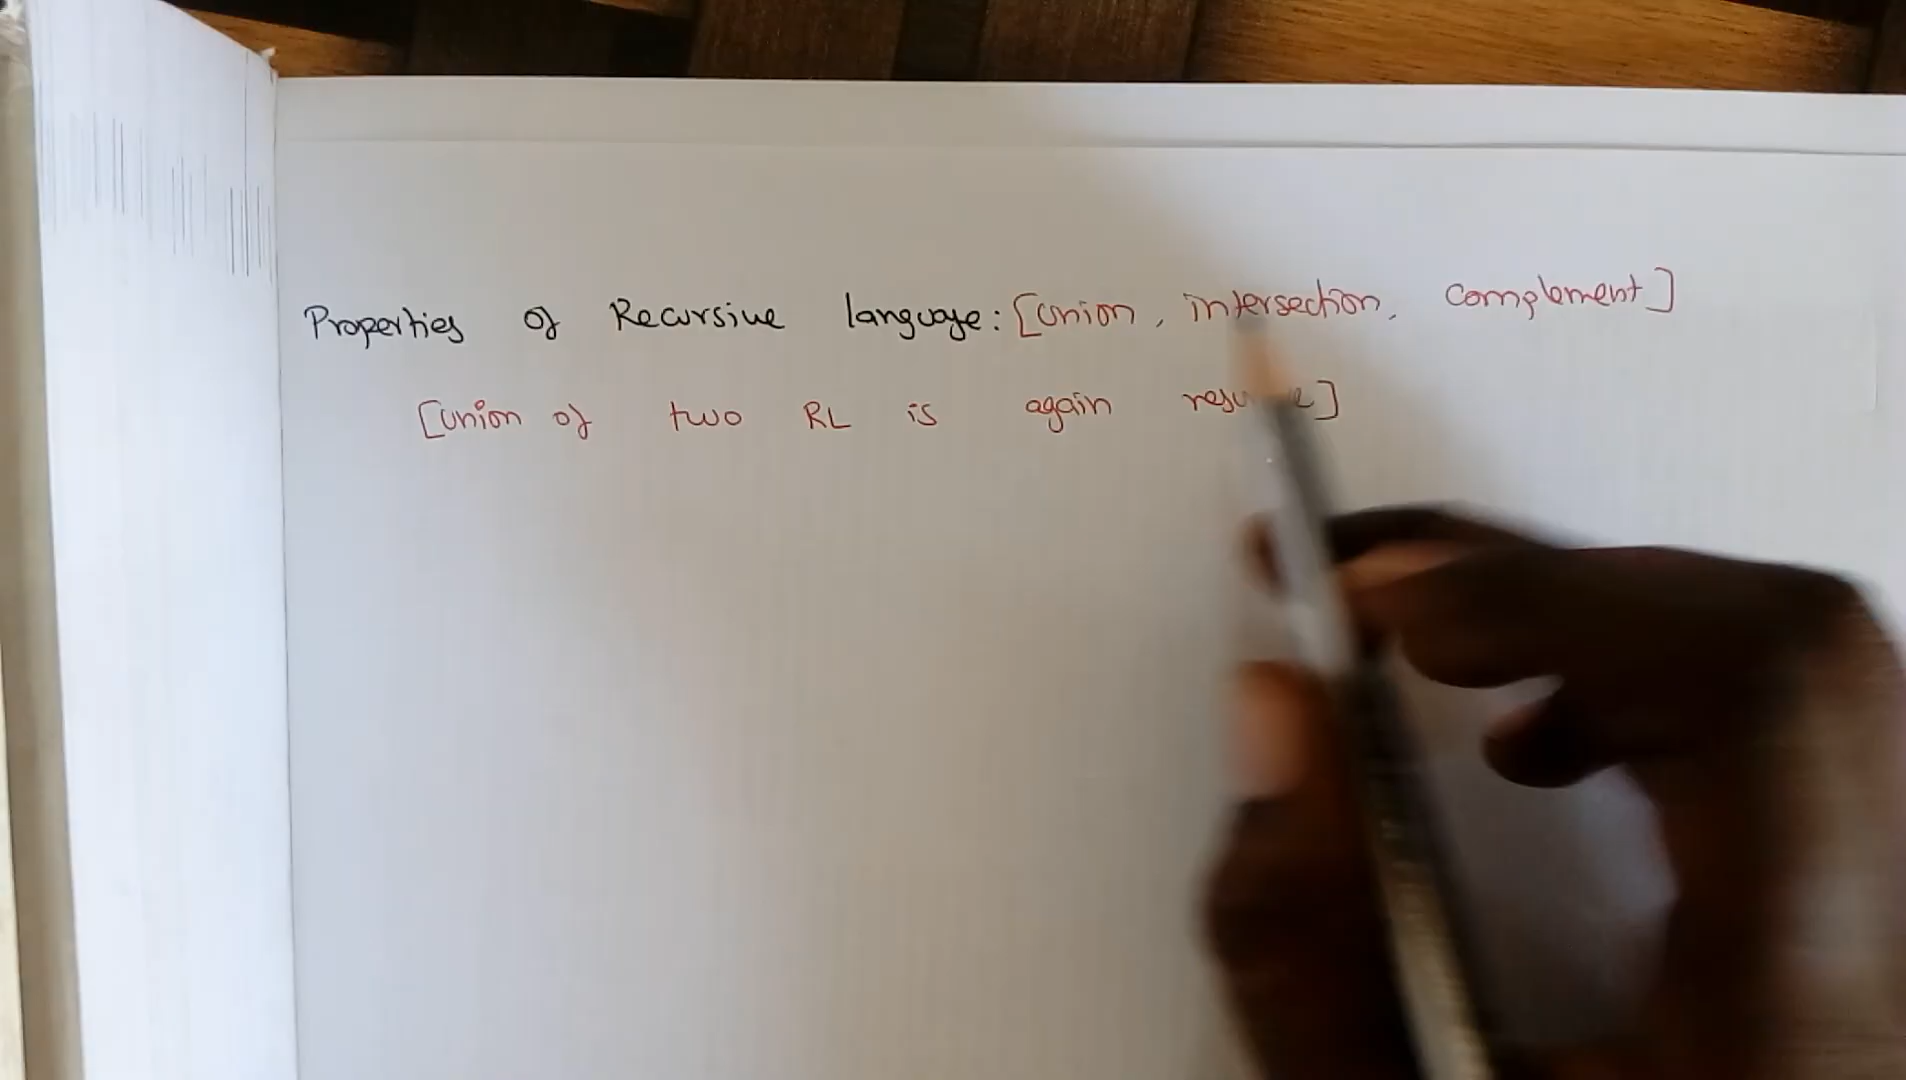 Properties of Recursive language: [union, intersection, complement]
[union of two RL is again